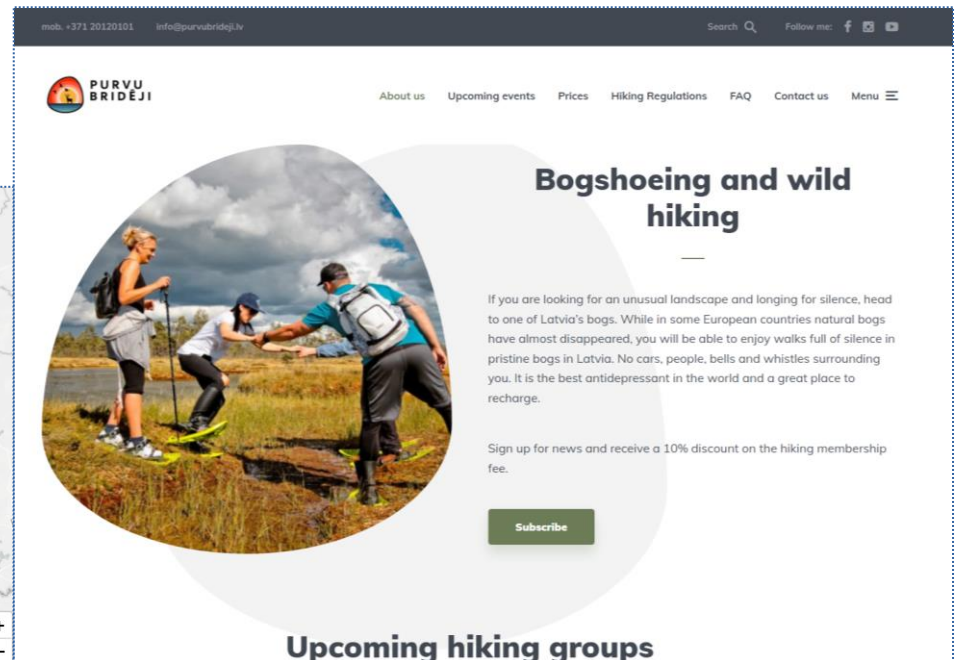 mob. +371 20120101 info@purvubrideji.lv Search Follow me:
PURVU
BRIDĒJI
About us Upcoming events Prices Hiking Regulations FAQ Contact us Menu
Bogshoeing and wild
hiking
If you are looking for an unusual landscape and longing for silence, head
to one of Latvia's bogs. While in some European countries natural bogs
have almost disappeared, you will be able to enjoy walks full of silence in
pristine bogs in Latvia. No cars, people, bells and whistles surrounding
you. It is the best antidepressant in the world and a great place to
recharge.
Sign up for news and receive a 10% discount on the hiking membership
fee.
Subscribe
Upcoming hiking groups